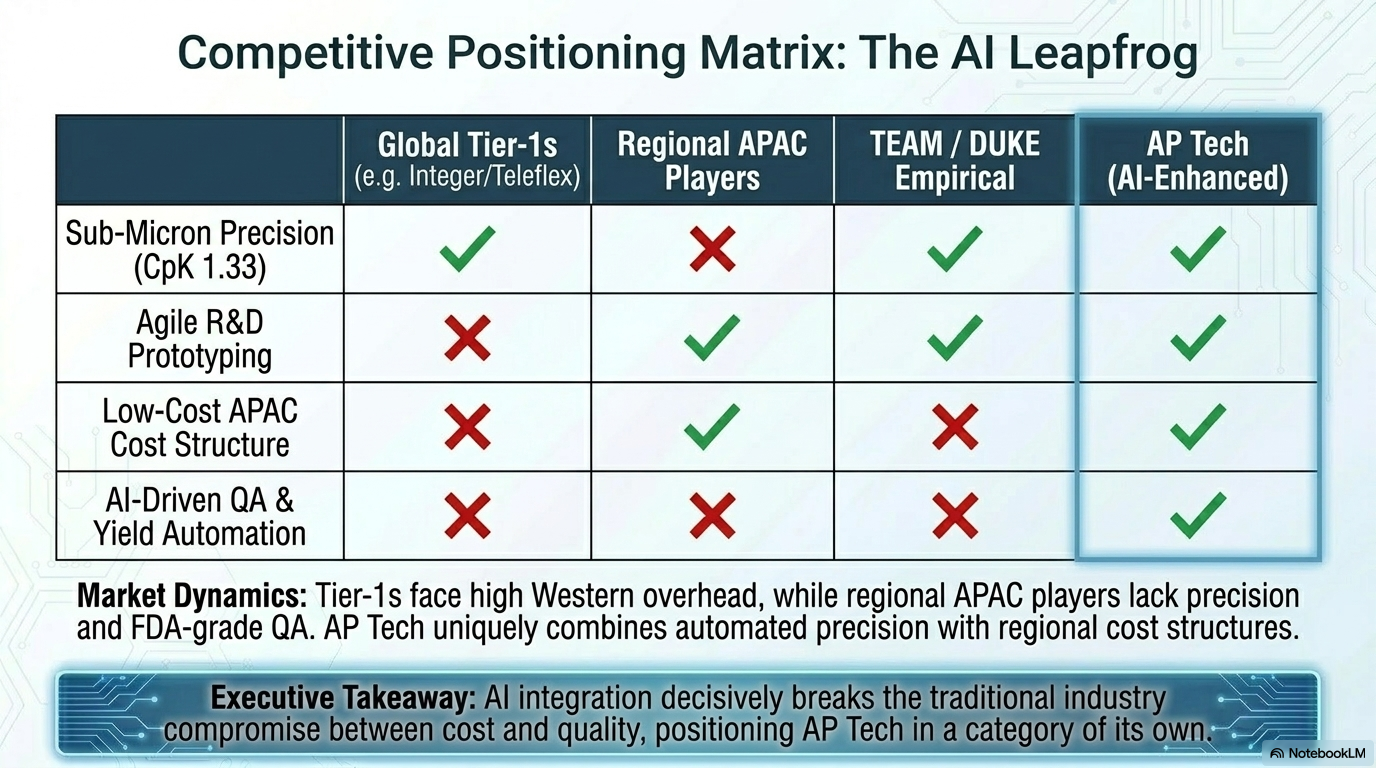 Competitive Positioning Matrix: The AI Leapfrog
Global Tier-1s
(e.g. Integer/Teleflex)
Regional APAC
Players
TEAM / DUKE
Empirical
AP Tech
(AI-Enhanced)
Sub-Micron Precision
(CpK 1.33)
Agile R&D
Prototyping
Low-Cost APAC
Cost Structure
AI-Driven QA &
Yield Automation
Market Dynamics: Tier-1s face high Western overhead, while regional APAC players lack precision
and FDA-grade QA. AP Tech uniquely combines automated precision with regional cost structures.
Executive Takeaway: AI integration decisively breaks the traditional industry
compromise between cost and quality, positioning AP Tech in a category of its own.
NotebookLM